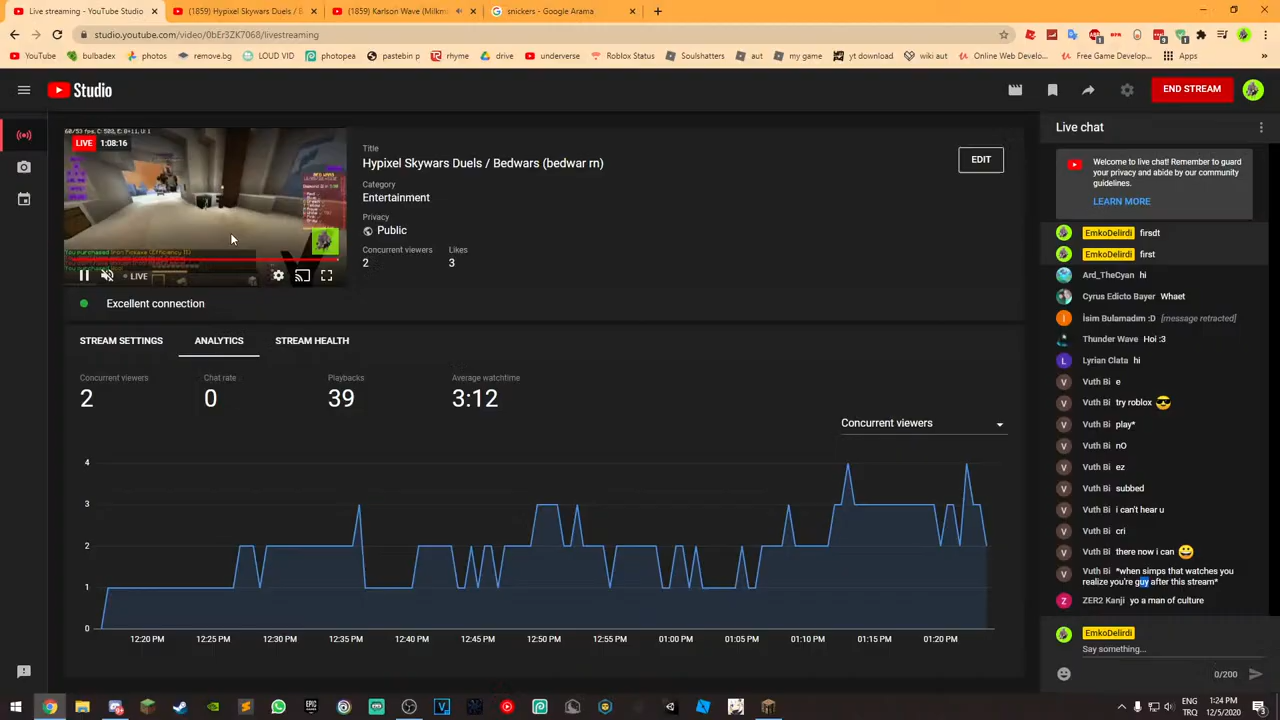 Live streaming - YouTube Studio
(1859) Hypixel Skywars Duels / B
(1859) Karlson Wave (Milkm
snickers - Google Arama
studio.youtube.com/video/0bEr3ZK7068/livestreaming
YouTube
bulbadex
photos
remove.bg
LOUD VID
photopea
pastebin p
rhyme
drive
underverse
Roblox Status
Soulshatters
aut
my game
yt download
wiki aut
Online Web Develo...
Free Game Develop...
Apps
Studio
END STREAM
LIVE 1:08:16
BED WARS
LIVE
Title
Hypixel Skywars Duels / Bedwars (bedwar rn)
EDIT
Category
Entertainment
Privacy
Public
Concurrent viewers
2
Likes
3
Excellent connection
STREAM SETTINGS
ANALYTICS
STREAM HEALTH
Concurrent viewers
2
Chat rate
0
Playbacks
39
Average watchtime
3:12
Concurrent viewers
4
3
2
1
0
12:20 PM 12:25 PM 12:30 PM 12:35 PM 12:40 PM 12:45 PM 12:50 PM 12:55 PM 01:00 PM 01:05 PM 01:10 PM 01:15 PM 01:20 PM
Live chat
Welcome to live chat! Remember to guard
your privacy and abide by our community
guidelines.
LEARN MORE
EmkoDelirdi firsdt
EmkoDelirdi first
Ard_TheCyan hi
Cyrus Edicto Bayer Whaet
İsim Bulamadım :D [message retracted]
Thunder Wave Hoi :3
Lyrian Clata hi
Vuth Bi e
Vuth Bi try roblox
Vuth Bi play*
Vuth Bi nO
Vuth Bi ez
Vuth Bi subbed
Vuth Bi i can't hear u
Vuth Bi cri
Vuth Bi there now i can
Vuth Bi *when simps that watches you
realize you're guy after this stream*
ZER2 Kanji yo a man of culture
EmkoDelirdi
Say something...
0/200
ENG
TRQ
1:24 PM
12/5/2020